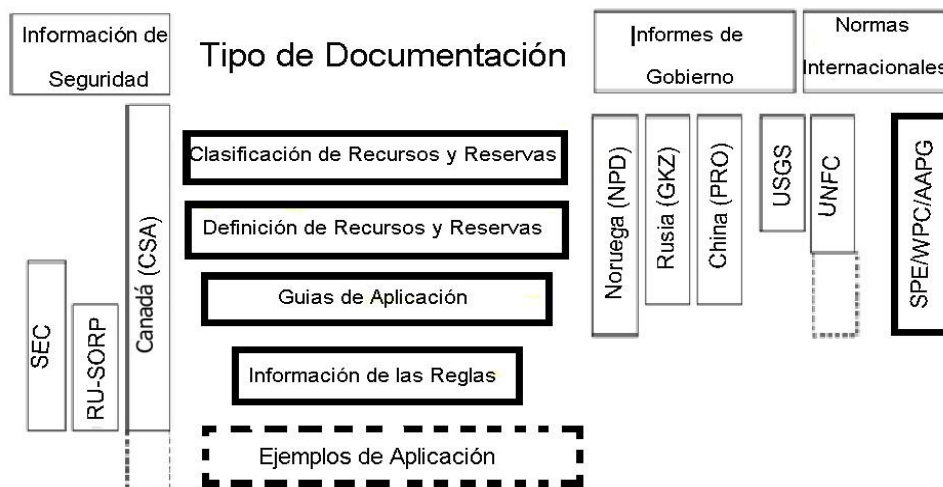 Información de
Seguridad
Tipo de Documentación
Informes de
Gobierno
Normas
Internacionales
Clasificación de Recursos y Reservas
Definición de Recursos y Reservas
Guias de Aplicación
Información de las Reglas
Ejemplos de Aplicación
SEC
RU-SORP
Canadá (CSA)
Noruega (NPD)
Rusia (GKZ)
China (PRO)
USGS
UNFC
SPE/WPC/AAPG